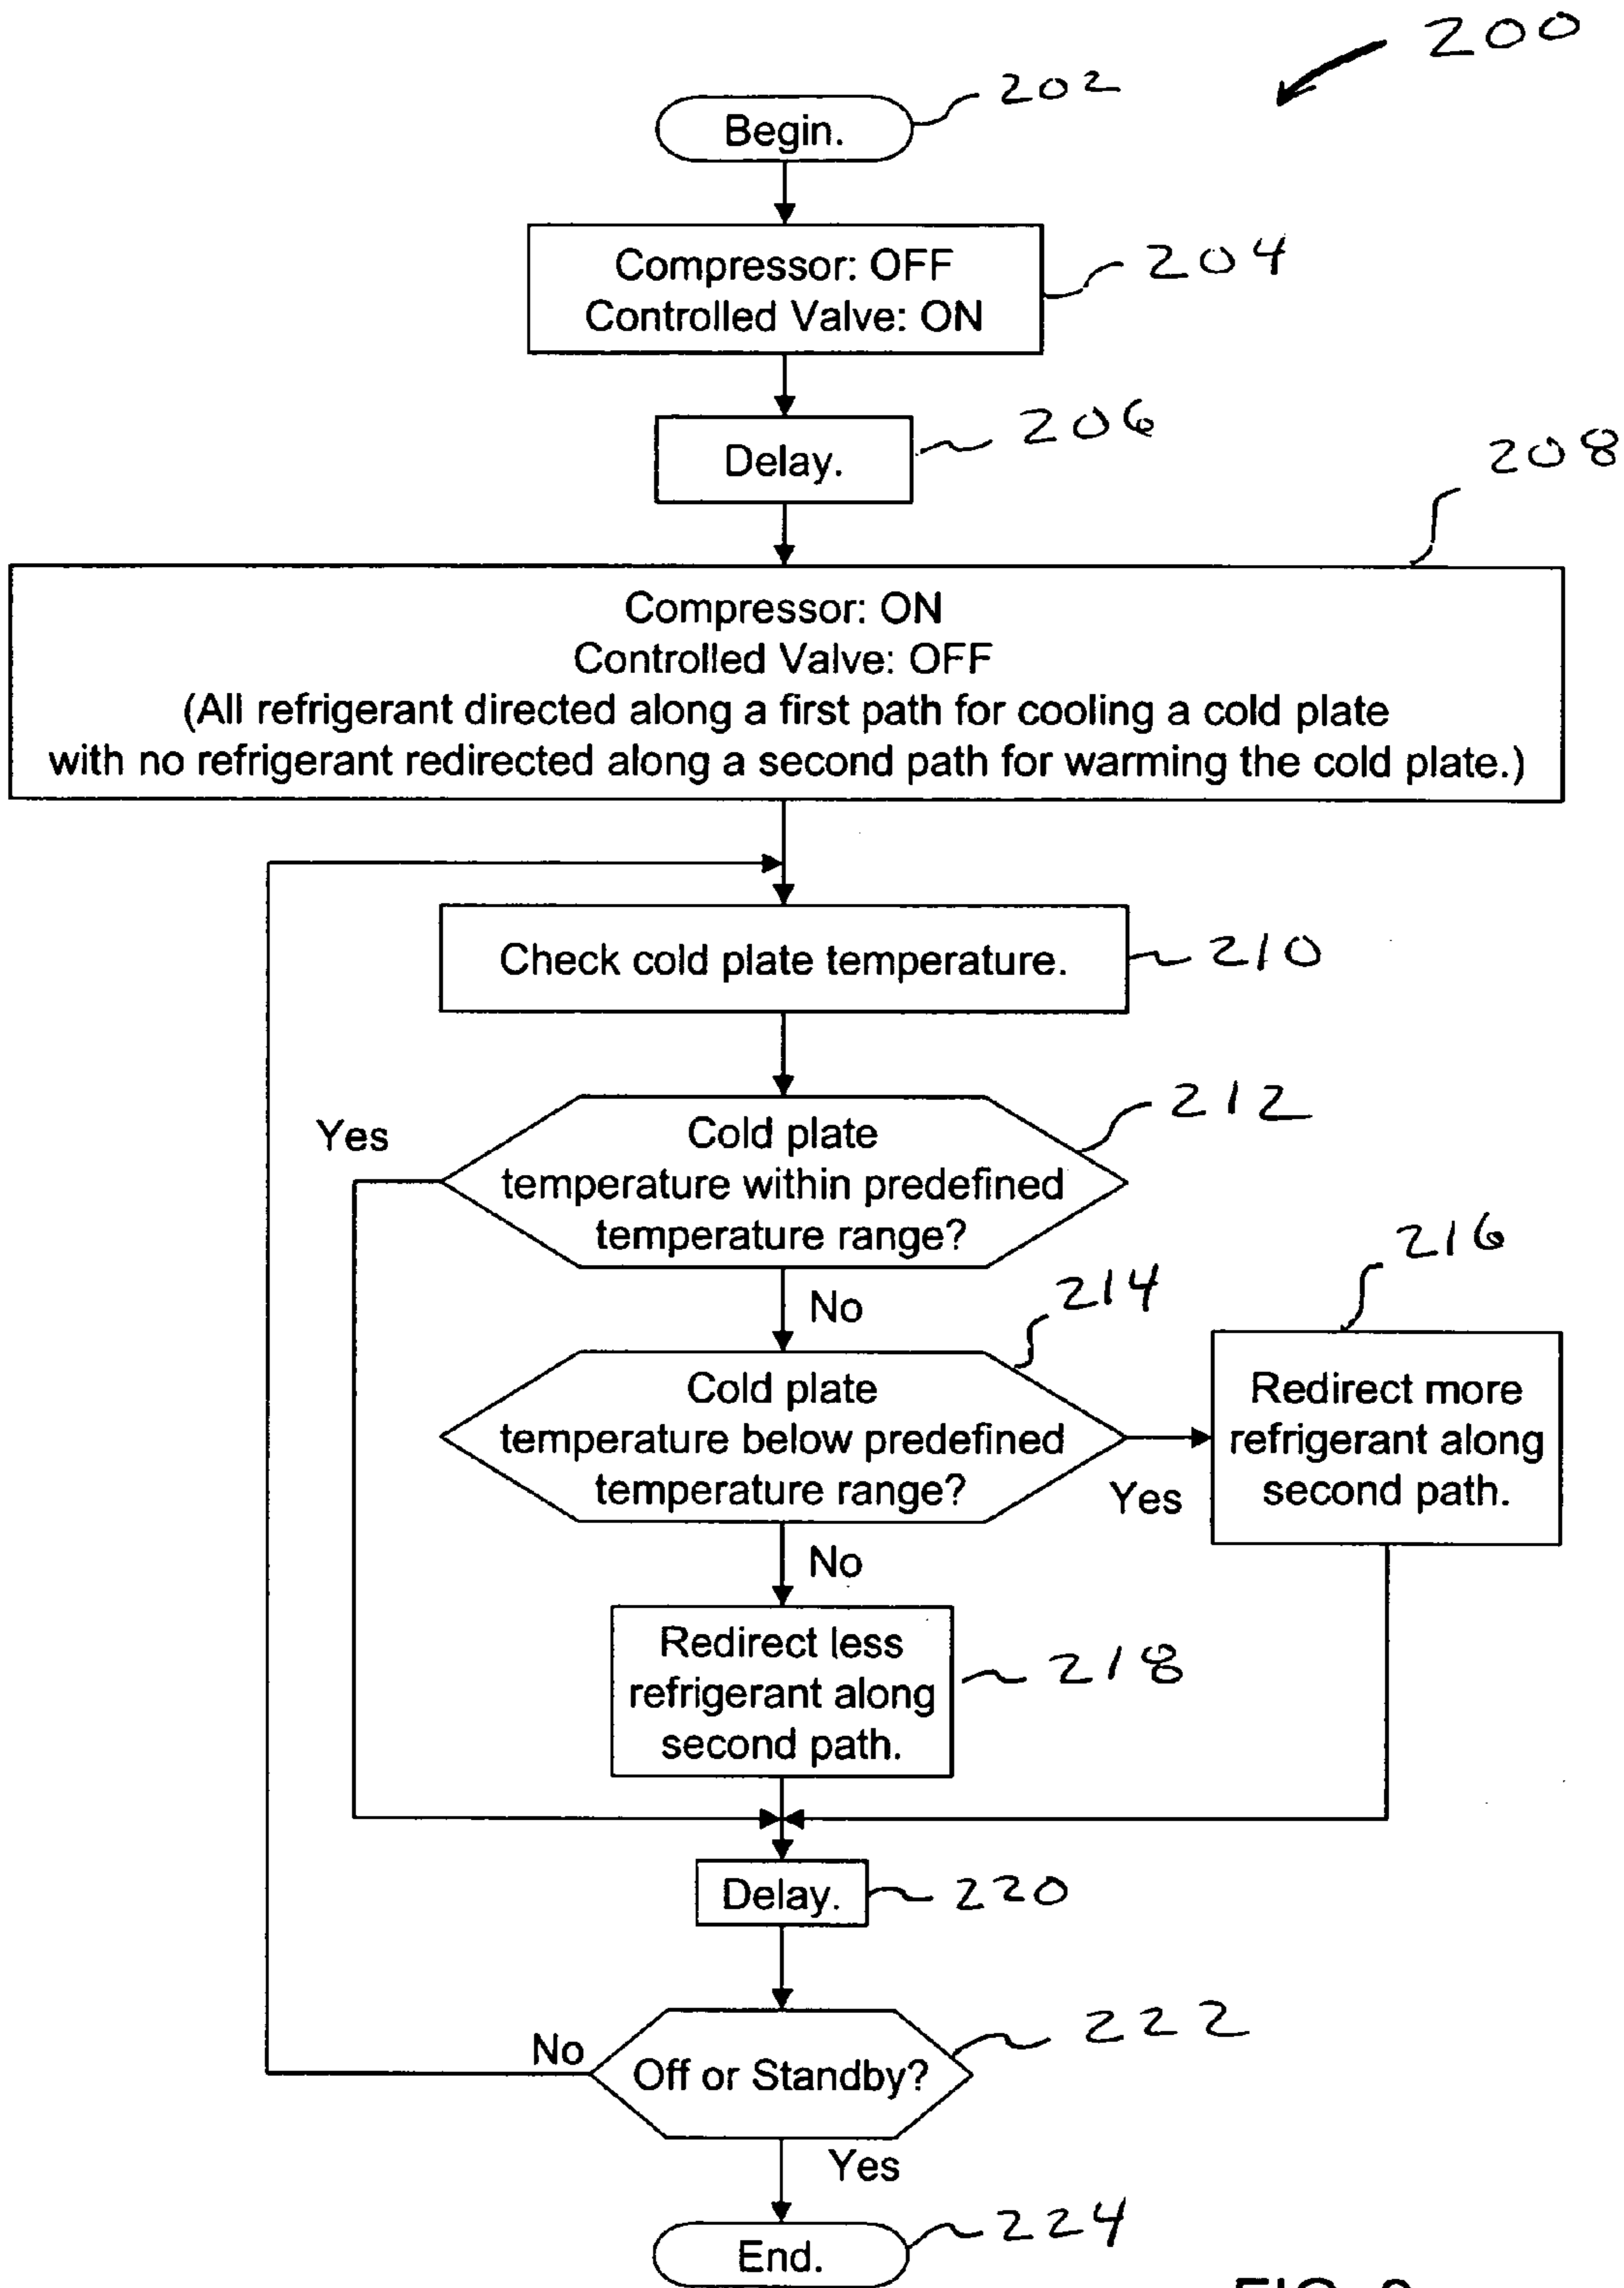 200
202
Begin.
Compressor: OFF
Controlled Valve: ON
204
Delay.
206
208
Compressor: ON
Controlled Valve: OFF
(All refrigerant directed along a first path for cooling a cold plate
with no refrigerant redirected along a second path for warming the cold plate.)
Check cold plate temperature.
210
212
Yes
Cold plate
temperature within predefined
temperature range?
No
214
216
Cold plate
temperature below predefined
temperature range?
Yes
Redirect more
refrigerant along
second path.
No
Redirect less
refrigerant along
second path.
218
Delay.
220
No
Off or Standby?
222
Yes
End.
224